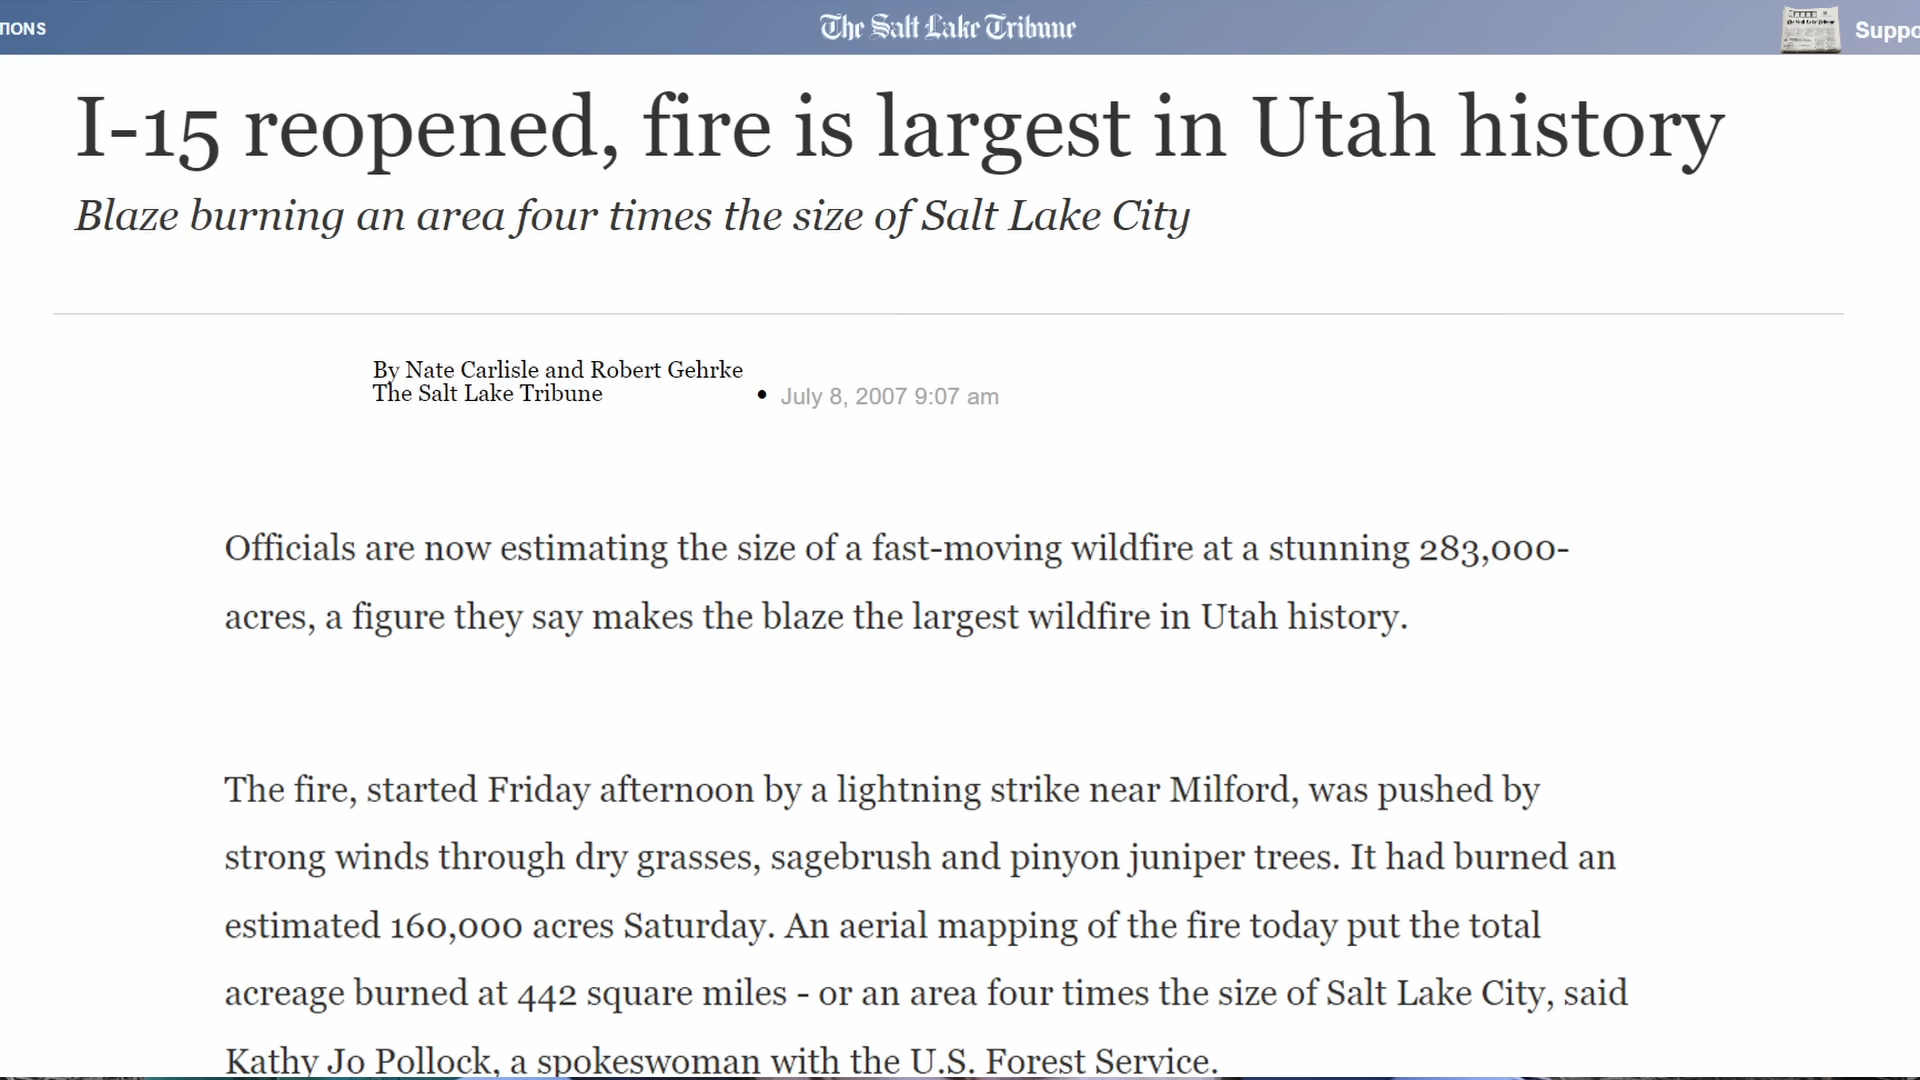 TIONS
The Salt Lake Tribune
Suppo
I-15 reopened, fire is largest in Utah history
Blaze burning an area four times the size of Salt Lake City
By Nate Carlisle and Robert Gehrke
The Salt Lake Tribune
• July 8, 2007 9:07 am
Officials are now estimating the size of a fast-moving wildfire at a stunning 283,000-
acres, a figure they say makes the blaze the largest wildfire in Utah history.
The fire, started Friday afternoon by a lightning strike near Milford, was pushed by
strong winds through dry grasses, sagebrush and pinyon juniper trees. It had burned an
estimated 160,000 acres Saturday. An aerial mapping of the fire today put the total
acreage burned at 442 square miles - or an area four times the size of Salt Lake City, said
Kathy Jo Pollock, a spokeswoman with the U.S. Forest Service.